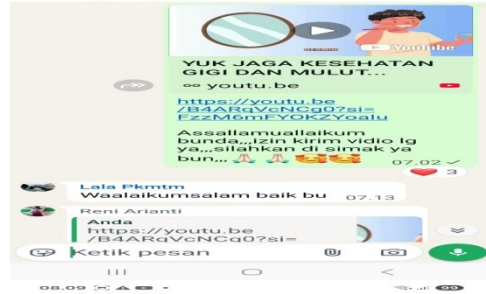 YouTube
YUK JAGA KESEHATAN
GIGI DAN MULUT...
youtu.be
https://youtu.be
/B4ARqVcNCg0?si=
FzzM6mFYOKZYoalu
Assallamuallaikum
bunda,,,izin kirim vidio lg
ya,,,silahkan di simak ya
bun,,, 🙏 🙏 🥰🥰 07.02 ✓
❤️ 3
Lala Pkmtm
Waalaikumsalam baik bu 07.13
Reni Arianti
Anda
https://youtu.be
/B4ARqVcNCg0?si=
Ketik pesan
08.09